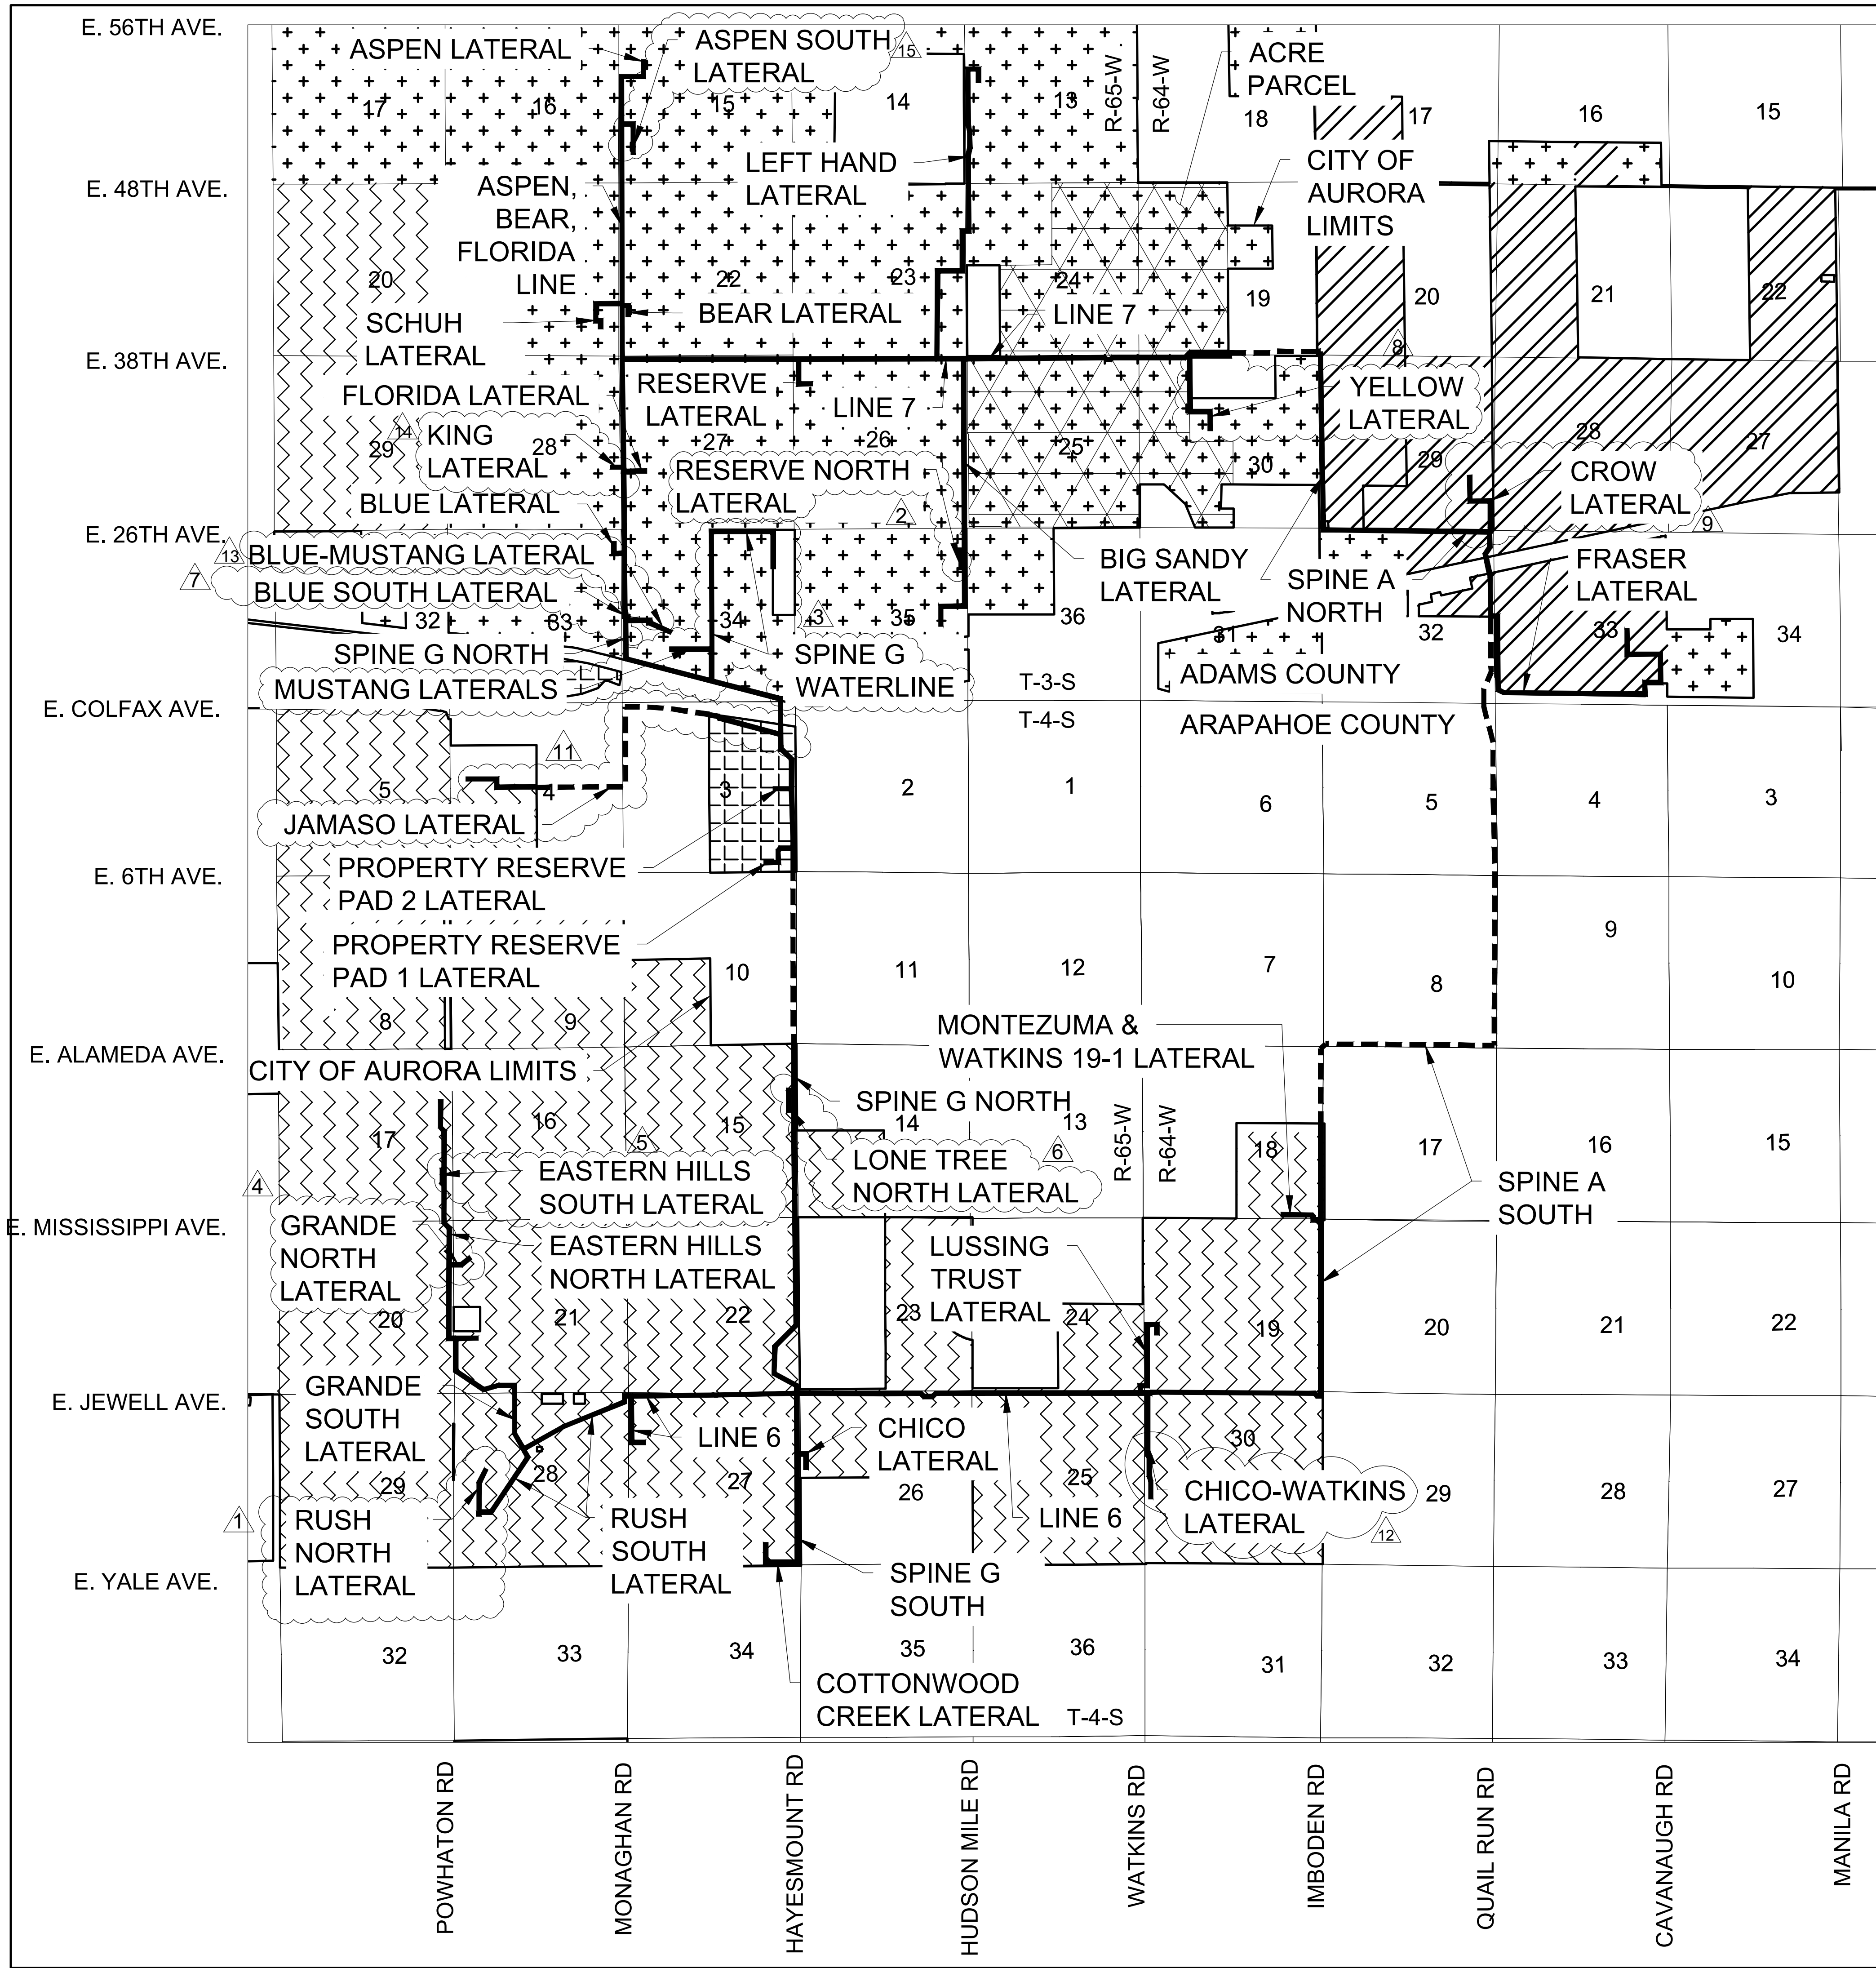 E. 56TH AVE.
ASPEN LATERAL
ASPEN SOUTH
LATERAL
15
ACRE
PARCEL
17
16
15
14
13
R-65-W
R-64-W
18
17
16
15
LEFT HAND
LATERAL
CITY OF
AURORA
LIMITS
E. 48TH AVE.
ASPEN,
BEAR,
FLORIDA
LINE
20
22
23
24
19
20
21
22
SCHUH
LATERAL
BEAR LATERAL
LINE 7
E. 38TH AVE.
8
FLORIDA LATERAL
RESERVE
LATERAL
LINE 7
YELLOW
LATERAL
14
KING
LATERAL
29
28
27
26
25
30
29
28
27
RESERVE NORTH
LATERAL
2
CROW
LATERAL
9
BLUE LATERAL
E. 26TH AVE.
13
BLUE-MUSTANG LATERAL
7
BLUE SOUTH LATERAL
BIG SANDY
LATERAL
SPINE A
NORTH
FRASER
LATERAL
32
33
34
3
35
36
31
32
33
34
SPINE G NORTH
MUSTANG LATERALS
SPINE G
WATERLINE
T-3-S
ADAMS COUNTY
E. COLFAX AVE.
T-4-S
ARAPAHOE COUNTY
11
5
4
3
2
1
6
5
4
3
JAMASO LATERAL
PROPERTY RESERVE
PAD 2 LATERAL
E. 6TH AVE.
PROPERTY RESERVE
PAD 1 LATERAL
8
9
10
11
12
7
8
9
10
MONTEZUMA &
WATKINS 19-1 LATERAL
E. ALAMEDA AVE.
CITY OF AURORA LIMITS
SPINE G NORTH
17
16
15
14
13
R-65-W
R-64-W
18
17
16
15
4
5
EASTERN HILLS
SOUTH LATERAL
LONE TREE
NORTH LATERAL
6
SPINE A
SOUTH
E. MISSISSIPPI AVE.
GRANDE
NORTH
LATERAL
EASTERN HILLS
NORTH LATERAL
LUSSING
TRUST
LATERAL
20
21
22
23
24
19
20
21
22
E. JEWELL AVE.
GRANDE
SOUTH
LATERAL
LINE 6
CHICO
LATERAL
29
28
27
26
25
30
29
28
27
1
RUSH
NORTH
LATERAL
RUSH
SOUTH
LATERAL
LINE 6
CHICO-WATKINS
LATERAL
12
E. YALE AVE.
SPINE G
SOUTH
32
33
34
35
36
31
32
33
34
COTTONWOOD
CREEK LATERAL
T-4-S
POWHATON RD
MONAGHAN RD
HAYESMOUNT RD
HUDSON MILE RD
WATKINS RD
IMBODEN RD
QUAIL RUN RD
CAVANAUGH RD
MANILA RD